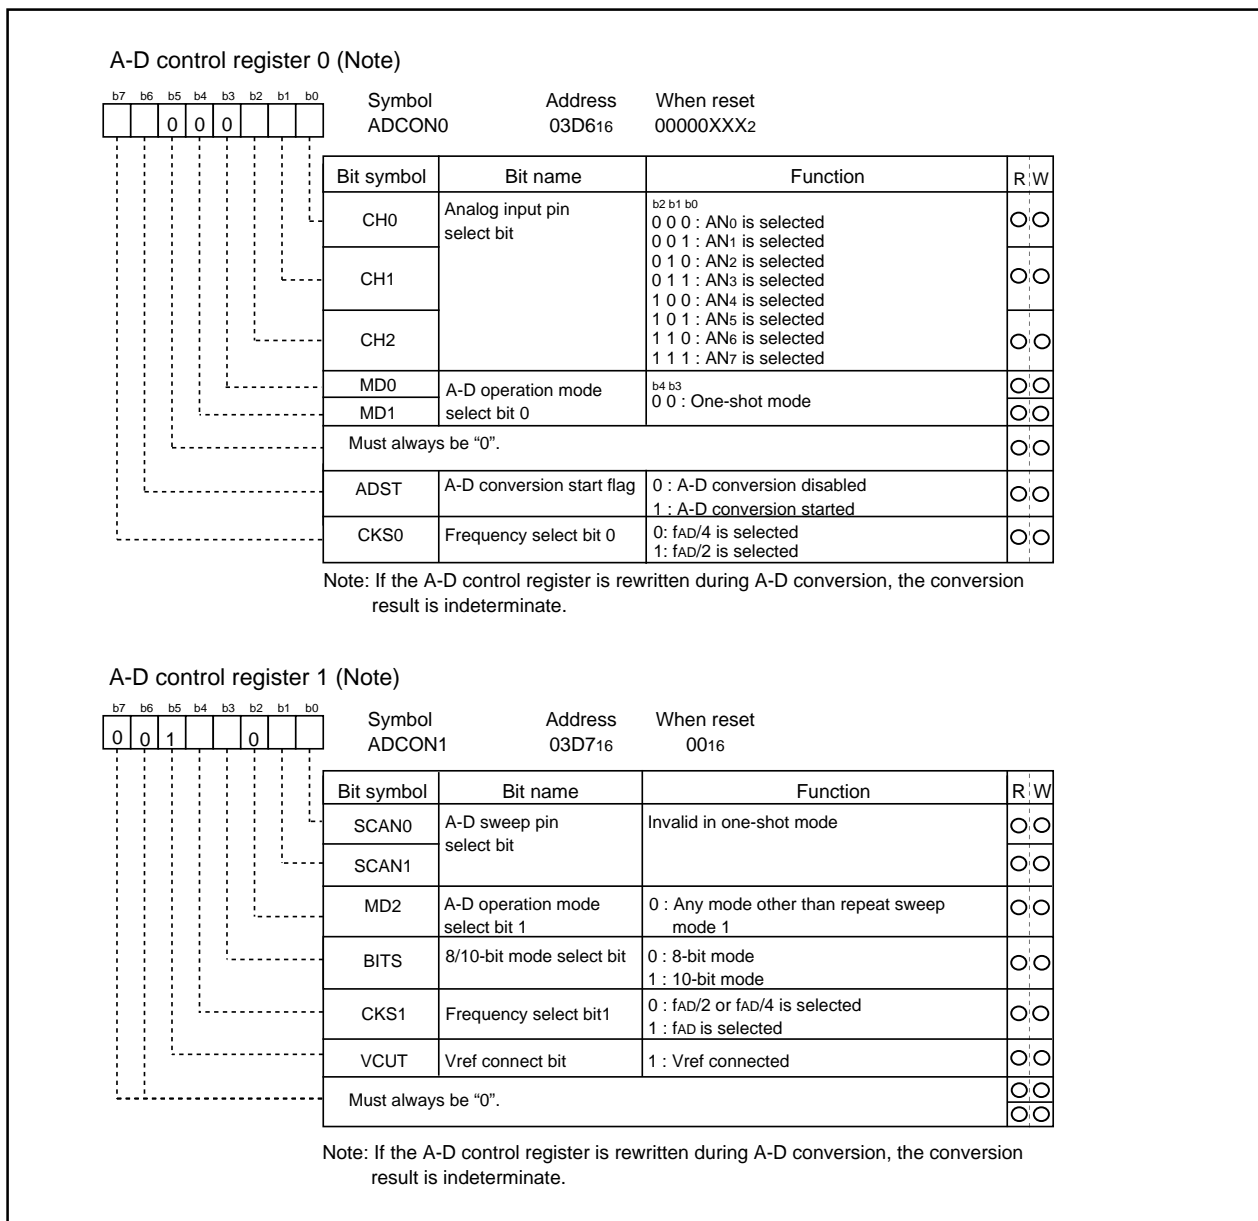 A-D control register 0 (Note)
b7 b6 b5 b4 b3 b2 b1 b0
0 0 0
Symbol Address When reset
ADCON0 03D616 00000XXX2
Bit symbol Bit name Function R W
CH0 Analog input pin select bit b2 b1 b0
0 0 0 : AN0 is selected
0 0 1 : AN1 is selected
0 1 0 : AN2 is selected
CH1 0 1 1 : AN3 is selected
1 0 0 : AN4 is selected
1 0 1 : AN5 is selected
CH2 1 1 0 : AN6 is selected
1 1 1 : AN7 is selected
MD0 A-D operation mode b4 b3
MD1 select bit 0 0 0 : One-shot mode
Must always be “0”.
ADST A-D conversion start flag 0 : A-D conversion disabled
1 : A-D conversion started
CKS0 Frequency select bit 0 0: fAD/4 is selected
1: fAD/2 is selected
Note: If the A-D control register is rewritten during A-D conversion, the conversion
result is indeterminate.
A-D control register 1 (Note)
b7 b6 b5 b4 b3 b2 b1 b0
0 0 1 0
Symbol Address When reset
ADCON1 03D716 0016
Bit symbol Bit name Function R W
SCAN0 A-D sweep pin Invalid in one-shot mode
select bit
SCAN1
MD2 A-D operation mode 0 : Any mode other than repeat sweep
select bit 1 mode 1
BITS 8/10-bit mode select bit 0 : 8-bit mode
1 : 10-bit mode
CKS1 Frequency select bit1 0 : fAD/2 or fAD/4 is selected
1 : fAD is selected
VCUT Vref connect bit 1 : Vref connected
Must always be “0”.
Note: If the A-D control register is rewritten during A-D conversion, the conversion
result is indeterminate.